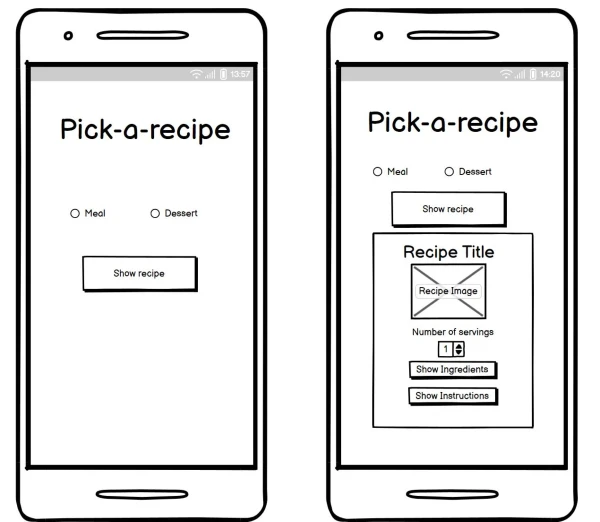 13:57
Pick-a-recipe
Meal Dessert
Show recipe
14:20
Pick-a-recipe
Meal Dessert
Show recipe
Recipe Title
Recipe Image
Number of servings
1
Show Ingredients
Show Instructions